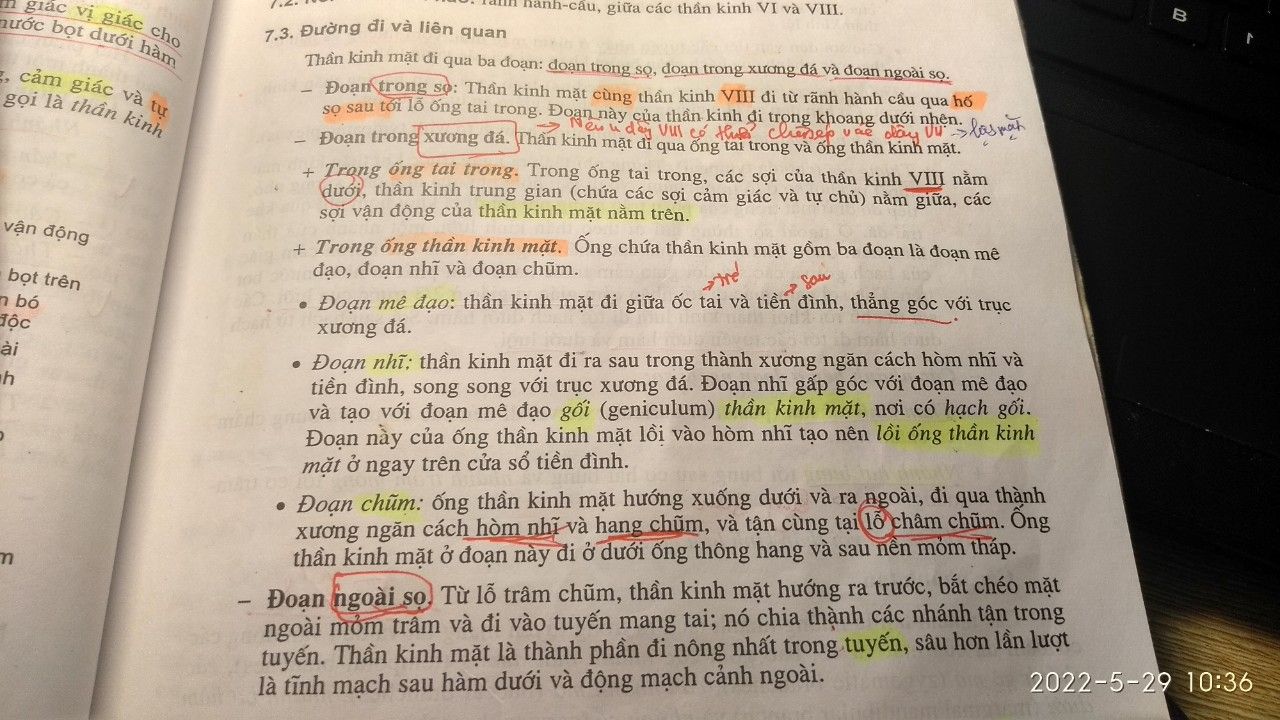 m giác vị giác cho
nước bọt dưới hàm
cảm giác và tự
gọi là thần kinh
vận động
bọt trên
bó
độc
ài
giữa các thần kinh VI và VIII.
7.3. Đường đi và liên quan
Thần kinh mặt đi qua ba đoạn: đoạn trong sọ, đoạn trong xương đá và đoạn ngoài sọ.
– Đoạn trong sọ: Thần kinh mặt cùng thần kinh VIII đi từ rãnh hành cầu qua hố
sọ sau tới lỗ ống tai trong. Đoạn này của thần kinh đi trong khoang dưới nhện.
Nếu u dây VIII có thể chèn ép vào dây VII
– Đoạn trong xương đá. Thần kinh mặt đi qua ống tai trong và ống thần kinh mặt.
+ Trong ống tai trong. Trong ống tai trong, các sợi của thần kinh VIII nằm
dưới, thần kinh trung gian (chứa các sợi cảm giác và tự chủ) nằm giữa, các
sợi vận động của thần kinh mặt nằm trên.
+ Trong ống thần kinh mặt. Ống chứa thần kinh mặt gồm ba đoạn là đoạn mê
đạo, đoạn nhĩ và đoạn chũm.
sau
• Đoạn mê đạo: thần kinh mặt đi giữa ốc tai và tiền đình, thẳng góc với trục
xương đá.
• Đoạn nhĩ: thần kinh mặt đi ra sau trong thành xương ngăn cách hòm nhĩ và
tiền đình, song song với trục xương đá. Đoạn nhĩ gấp góc với đoạn mê đạo
và tạo với đoạn mê đạo gối (geniculum) thần kinh mặt, nơi có hạch gối.
Đoạn này của ống thần kinh mặt lồi vào hòm nhĩ tạo nên lồi ống thần kinh
mặt ở ngay trên cửa sổ tiền đình.
• Đoạn chũm: ống thần kinh mặt hướng xuống dưới và ra ngoài, đi qua thành
xương ngăn cách hòm nhĩ và hang chũm, và tận cùng tại lỗ châm chũm. Ống
thần kinh mặt ở đoạn này đi ở dưới ống thông hang và sau nền mỏm tháp.
– Đoạn ngoài sọ. Từ lỗ trâm chũm, thần kinh mặt hướng ra trước, bắt chéo mặt
ngoài mỏm trâm và đi vào tuyến mang tai; nó chia thành các nhánh tận trong
tuyến. Thần kinh mặt là thành phần đi nông nhất trong tuyến, sâu hơn lần lượt
là tĩnh mạch sau hàm dưới và động mạch cảnh ngoài.
B
2022-5-29 10:36